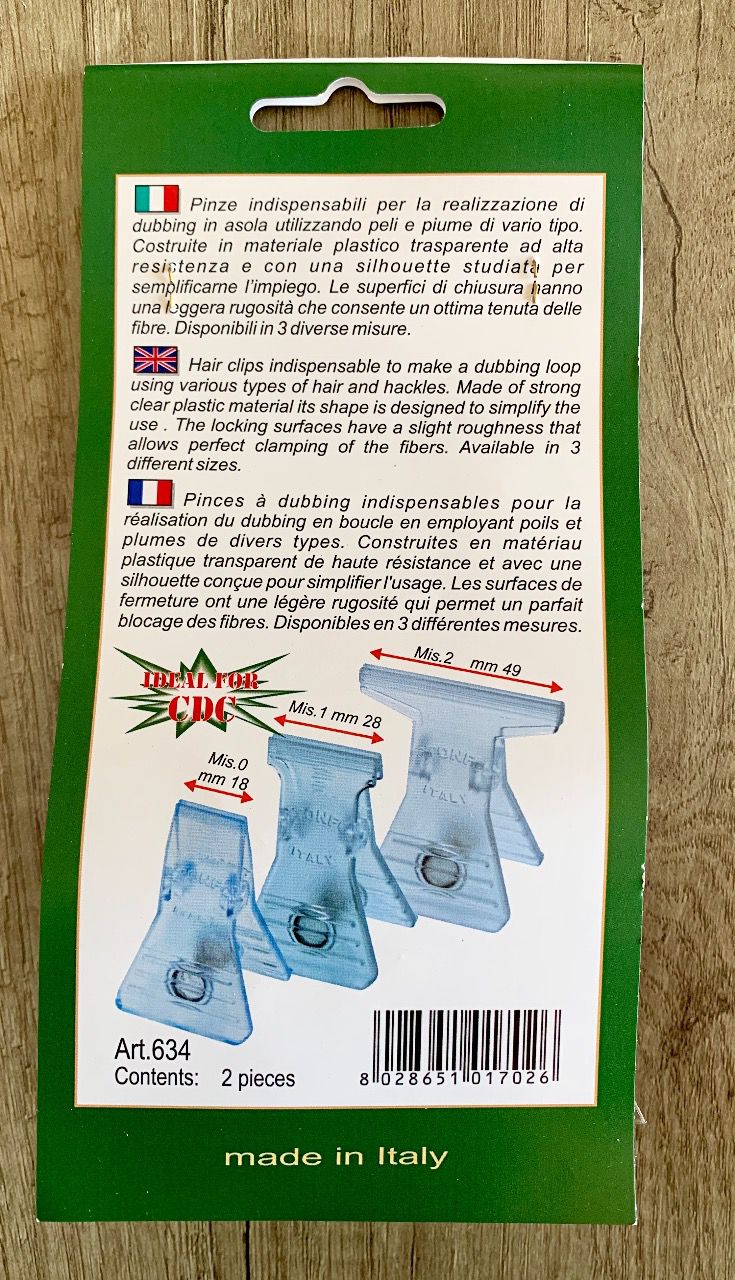 Pinze indispensabili per la realizzazione di
dubbing in asola utilizzando peli e piume di vario tipo.
Costruite in materiale plastico trasparente ad alta
resistenza e con una silhouette studiata per
semplificarne l'impiego. Le superfici di chiusura hanno
una leggera rugosità che consente un ottima tenuta delle
fibre. Disponibili in 3 diverse misure.
Hair clips indispensable to make a dubbing loop
using various types of hair and hackles. Made of strong
clear plastic material its shape is designed to simplify the
use . The locking surfaces have a slight roughness that
allows perfect clamping of the fibers. Available in 3
different sizes.
Pinces à dubbing indispensables pour la
réalisation du dubbing en boucle en employant poils et
plumes de divers types. Construites en matériau
plastique transparent de haute résistance et avec une
silhouette conçue pour simplifier l'usage. Les surfaces de
fermeture ont une légère rugosité qui permet un parfait
blocage des fibres. Disponibles en 3 différentes mesures.
IDEAL FOR
CDC
Mis.0
mm 18
Mis.1 mm 28
Mis.2 mm 49
ITALY
ITALY
Art.634
Contents: 2 pieces
8 028651 017026
made in Italy